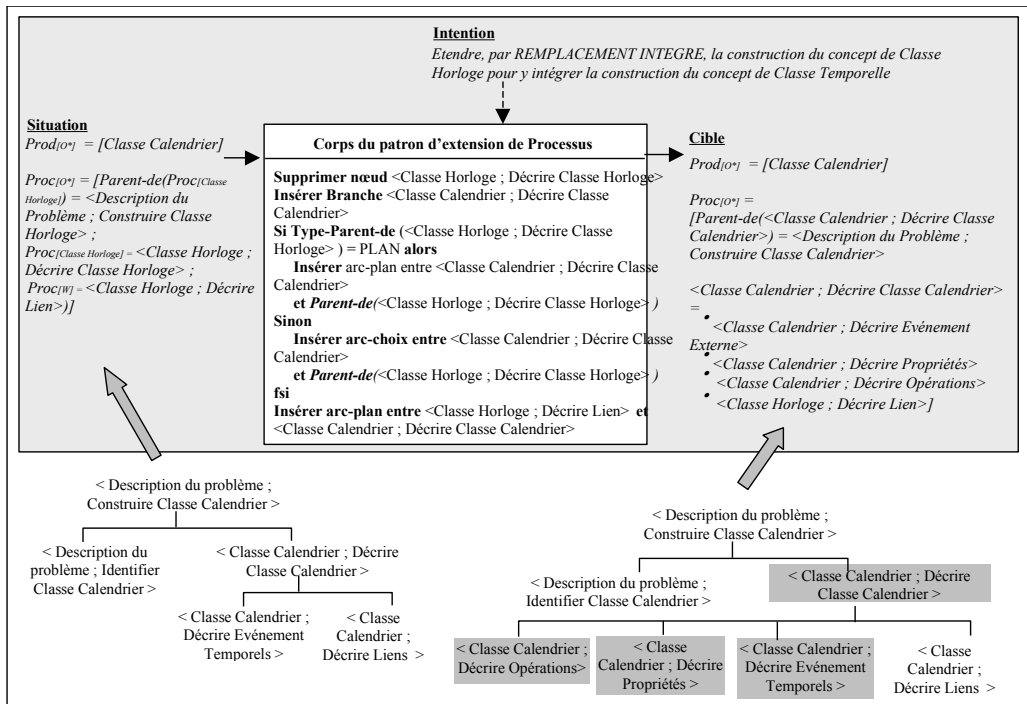 Intention
Etendre, par REMPLACEMENT INTEGRE, la construction du concept de Classe
Horloge pour y intégrer la construction du concept de Classe Temporelle
Situation
Prod[O*] = [Classe Calendrier]
Proc[O*] = [Parent-de(Proc[Classe
Horloge]) = <Description du
Problème ; Construire Classe
Horloge> ;
Proc[Classe Horloge] = <Classe Horloge ;
Décrire Classe Horloge> ;
Proc[W] = <Classe Horloge ; Décrire
Lien>)]
Corps du patron d'extension de Processus
Supprimer nœud <Classe Horloge ; Décrire Classe Horloge>
Insérer Branche <Classe Calendrier ; Décrire Classe
Calendrier>
Si Type-Parent-de (<Classe Horloge ; Décrire Classe
Horloge> ) = PLAN alors
Insérer arc-plan entre <Classe Calendrier ; Décrire Classe
Calendrier>
et Parent-de(<Classe Horloge ; Décrire Classe Horloge> )
Sinon
Insérer arc-choix entre <Classe Calendrier ; Décrire Classe
Calendrier>
et Parent-de(<Classe Horloge ; Décrire Classe Horloge> )
fsi
Insérer arc-plan entre <Classe Horloge ; Décrire Lien> et
<Classe Calendrier ; Décrire Classe Calendrier>
Cible
Prod[O*] = [Classe Calendrier]
Proc[O*] =
[Parent-de(<Classe Calendrier ; Décrire Classe
Calendrier>) = <Description du Problème ;
Construire Classe Calendrier>
<Classe Calendrier ; Décrire Classe Calendrier>
=
• <Classe Calendrier ; Décrire Evénement
Externe>
• <Classe Calendrier ; Décrire Propriétés>
• <Classe Calendrier ; Décrire Opérations>
• <Classe Horloge ; Décrire Lien>]
< Description du problème ;
Construire Classe Calendrier >
< Description du
problème ; Identifier
Classe Calendrier >
< Classe Calendrier ; Décrire
Classe Calendrier >
< Classe Calendrier ;
Décrire Evénement
Temporels >
< Classe
Calendrier ;
Décrire Liens >
< Description du problème ;
Construire Classe Calendrier >
< Description du problème ;
Identifier Classe Calendrier >
< Classe Calendrier ; Décrire
Classe Calendrier >
< Classe Calendrier ;
Décrire Opérations>
< Classe
Calendrier ; Décrire
Propriétés >
< Classe Calendrier ;
Décrire Evénement
Temporels >
< Classe
Calendrier ;
Décrire Liens >